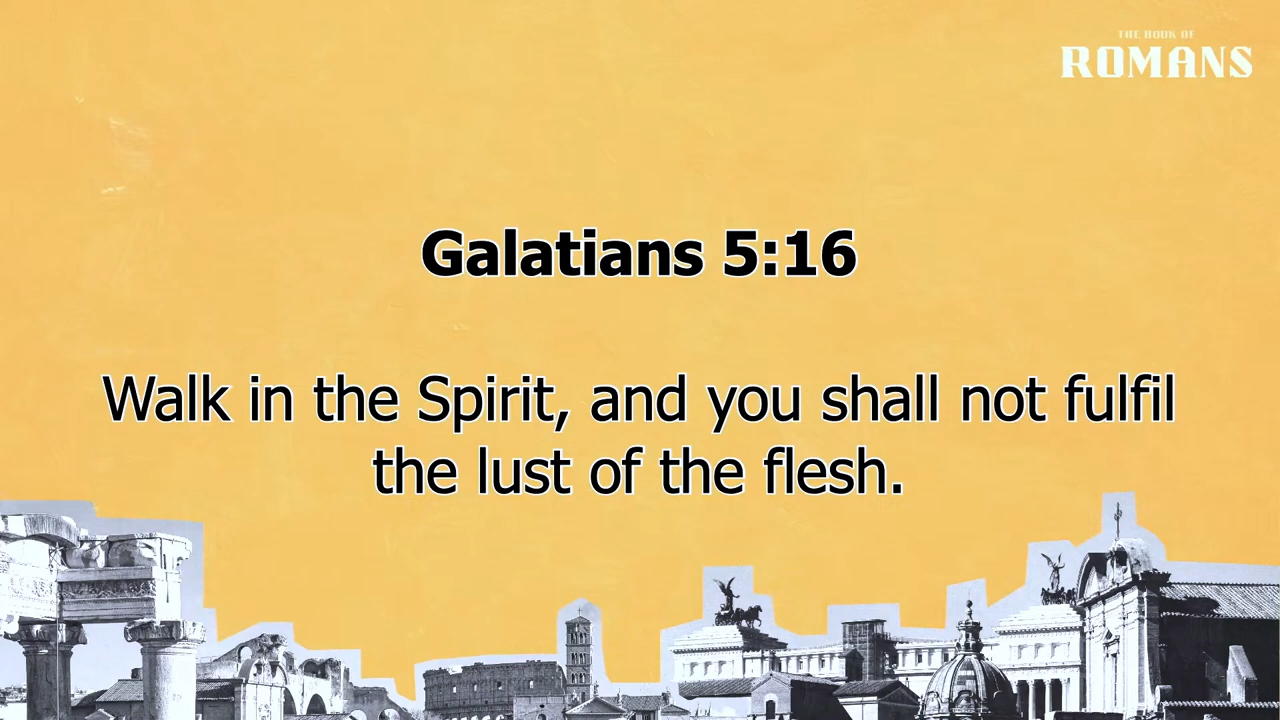 THE BOOK OF
ROMANS
Galatians 5:16
Walk in the Spirit, and you shall not fulfil
the lust of the flesh.